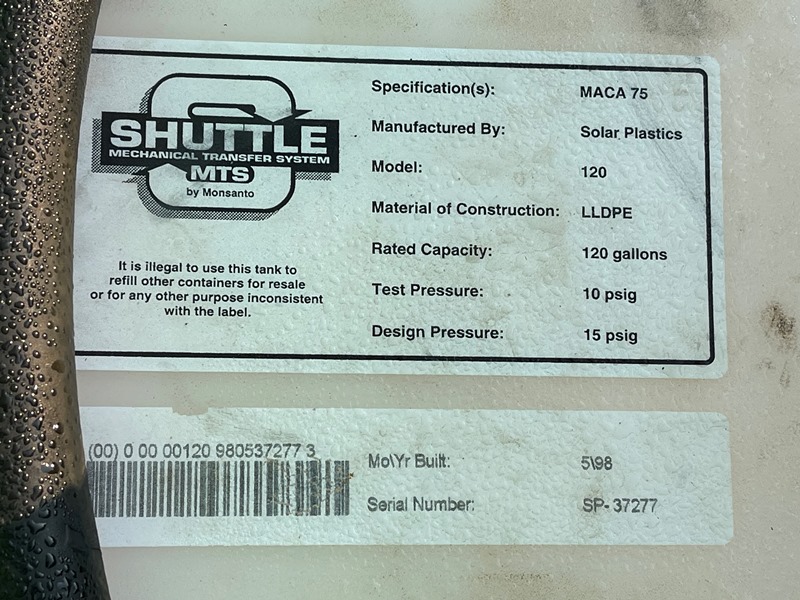 SHUTTLE
MECHANICAL TRANSFER SYSTEM
MTS
by Monsanto
It is illegal to use this tank to
refill other containers for resale
or for any other purpose inconsistent
with the label.
Specification(s): MACA 75
Manufactured By: Solar Plastics
Model: 120
Material of Construction: LLDPE
Rated Capacity: 120 gallons
Test Pressure: 10 psig
Design Pressure: 15 psig
(00) 0 00 00120 980537277 3
Mo\Yr Built: 5\98
Serial Number: SP- 37277